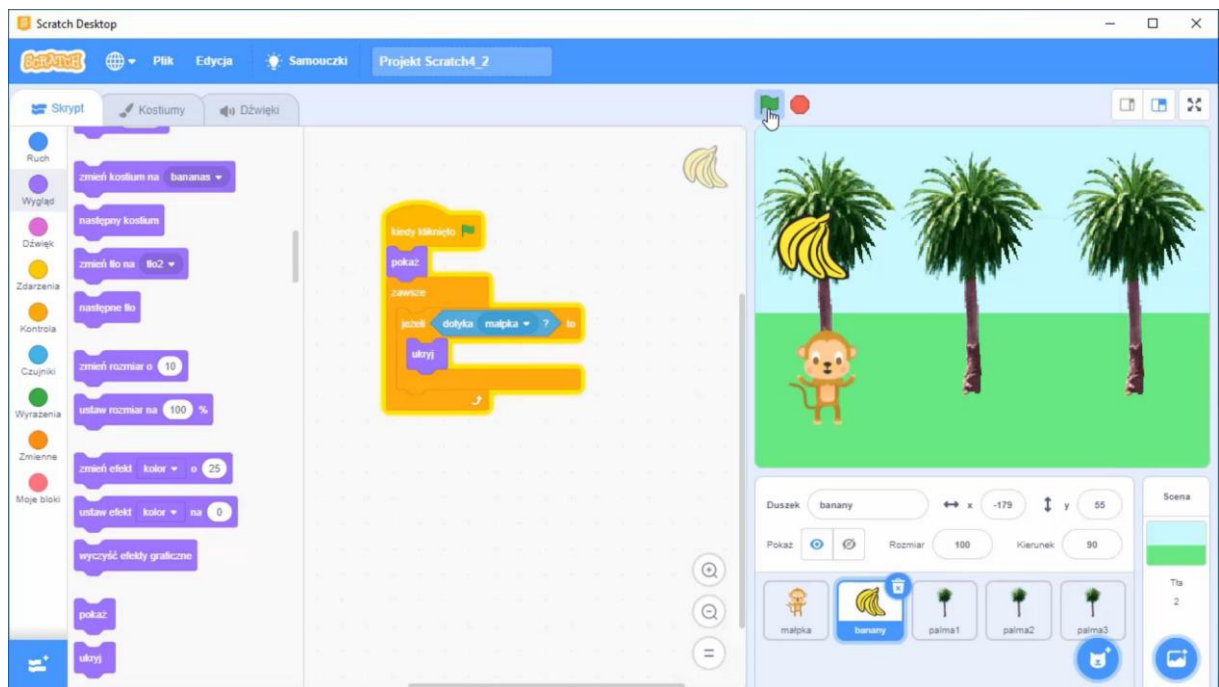 Scratch Desktop
SCRATCH Plik Edycja Samouczki Projekt Scratch4_2
Skrypt Kostiumy Dźwięki
Ruch
Wygląd
Dźwięk
Zdarzenia
Kontrola
Czujniki
Wyrażenia
Zmienne
Moje bloki
zmień kostium na bananas
następny kostium
zmień tło na tło2
następne tło
zmień rozmiar o 10
ustaw rozmiar na 100 %
zmień efekt kolor o 25
ustaw efekt kolor na 0
wyczyść efekty graficzne
pokaż
ukryj
kiedy kliknięto
pokaż
zawsze
jeżeli dotyka małpka ? to
ukryj
Duszek banany x -179 y 55
Pokaż Rozmiar 100 Kierunek 90
małpka banany palma1 palma2 palma3
Scena
Tła
2